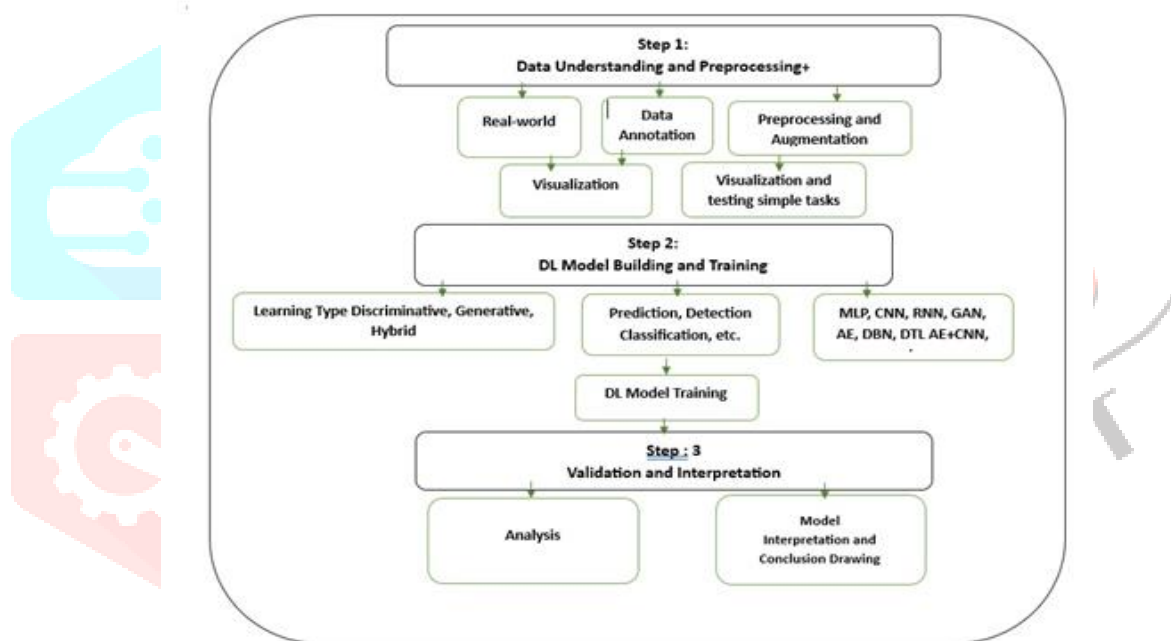 Step 1:
Data Understanding and Preprocessing+
Real-world
Data
Annotation
Preprocessing and
Augmentation
Visualization
Visualization and
testing simple tasks
Step 2:
DL Model Building and Training
Learning Type Discriminative, Generative,
Hybrid
Prediction, Detection
Classification, etc.
MLP, CNN, RNN, GAN,
AE, DBN, DTL AE+CNN,
.
DL Model Training
Step : 3
Validation and Interpretation
Analysis
Model
Interpretation and
Conclusion Drawing